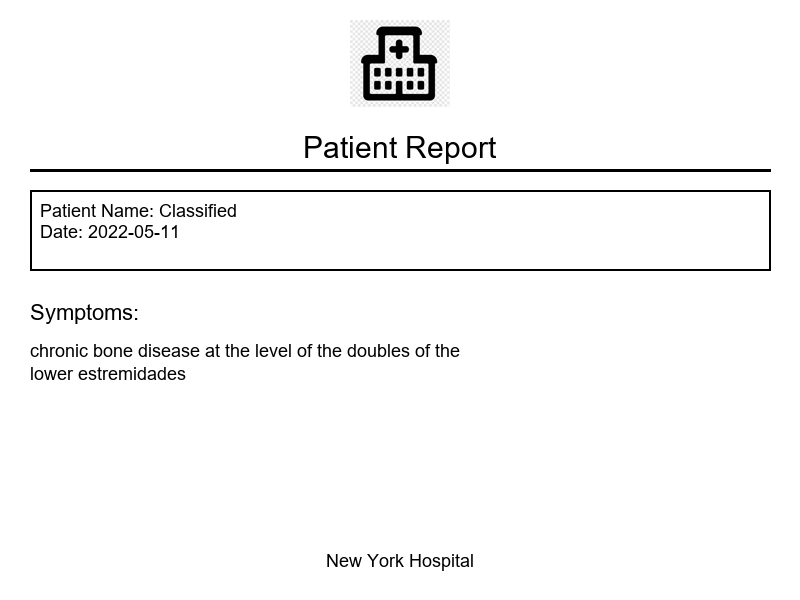 Patient Report
Patient Name: Classified
Date: 2022-05-11
Symptoms:
chronic bone disease at the level of the doubles of the
lower estremidades
New York Hospital